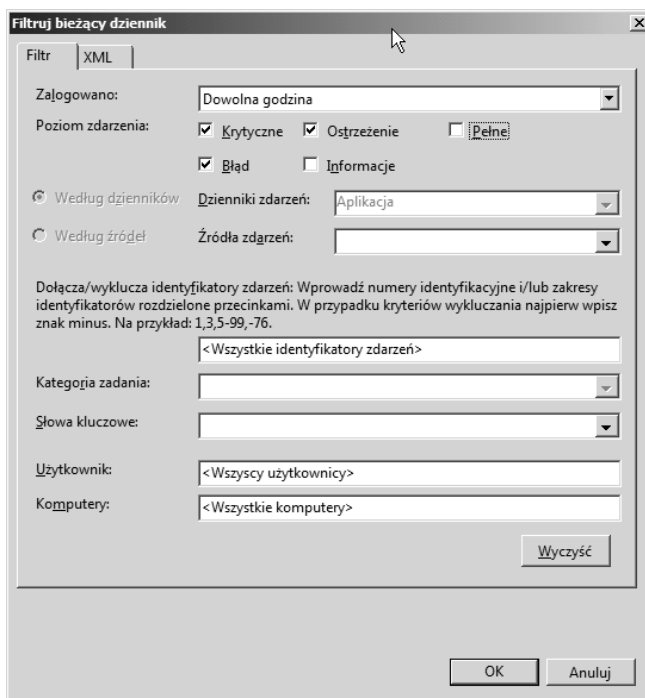 Filtruj bieżący dziennik
Filtr XML
Zalogowano: Dowolna godzina
Poziom zdarzenia: Krytyczne Ostrzeżenie Pełne
Błąd Informacje
Według dzienników Dzienniki zdarzeń: Aplikacja
Według źródeł Źródła zdarzeń:
Dołącza/wyklucza identyfikatory zdarzeń: Wprowadź numery identyfikacyjne i/lub zakresy
identyfikatorów rozdzielone przecinkami. W przypadku kryteriów wykluczania najpierw wpisz
znak minus. Na przykład: 1,3,5-99,-76.
<Wszystkie identyfikatory zdarzeń>
Kategoria zadania:
Słowa kluczowe:
Użytkownik: <Wszyscy użytkownicy>
Komputery: <Wszystkie komputery>
Wyczyść
OK Anuluj